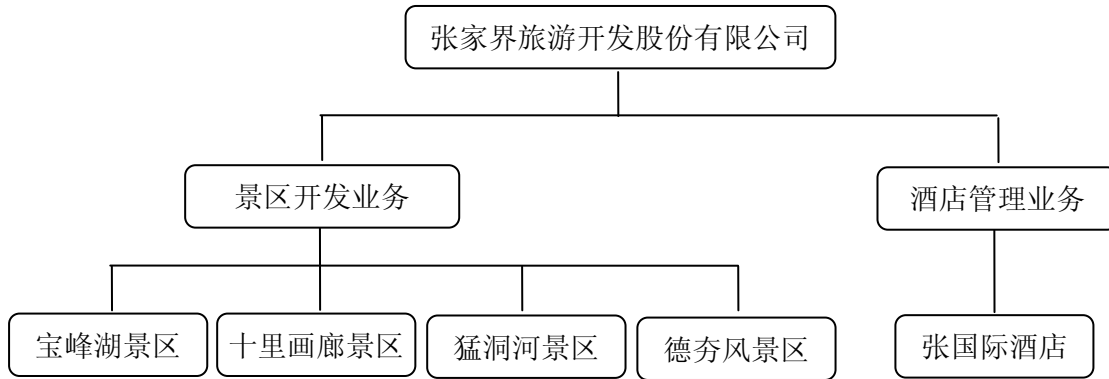 张家界旅游开发股份有限公司
景区开发业务
酒店管理业务
宝峰湖景区
十里画廊景区
猛洞河景区
德夯风景区
张国际酒店